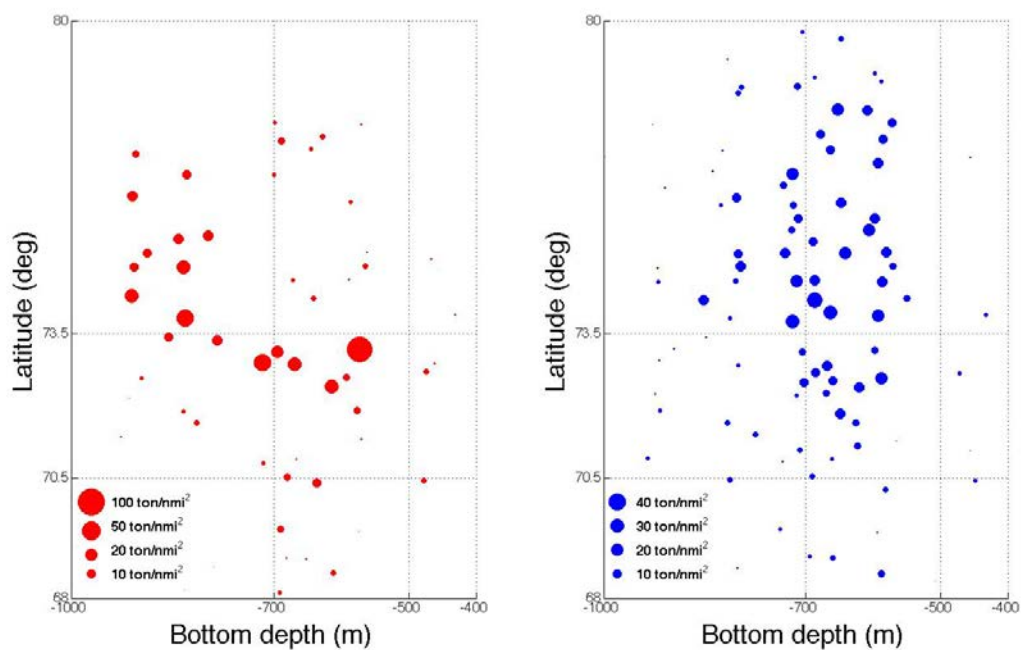 80
Latitude (deg)
73.5
70.5
68
100 ton/nmi²
50 ton/nmi²
20 ton/nmi²
10 ton/nmi²
-1000
-700
-500
-400
Bottom depth (m)
80
Latitude (deg)
73.5
70.5
68
40 ton/nmi²
30 ton/nmi²
20 ton/nmi²
10 ton/nmi²
-1000
-700
-500
-400
Bottom depth (m)